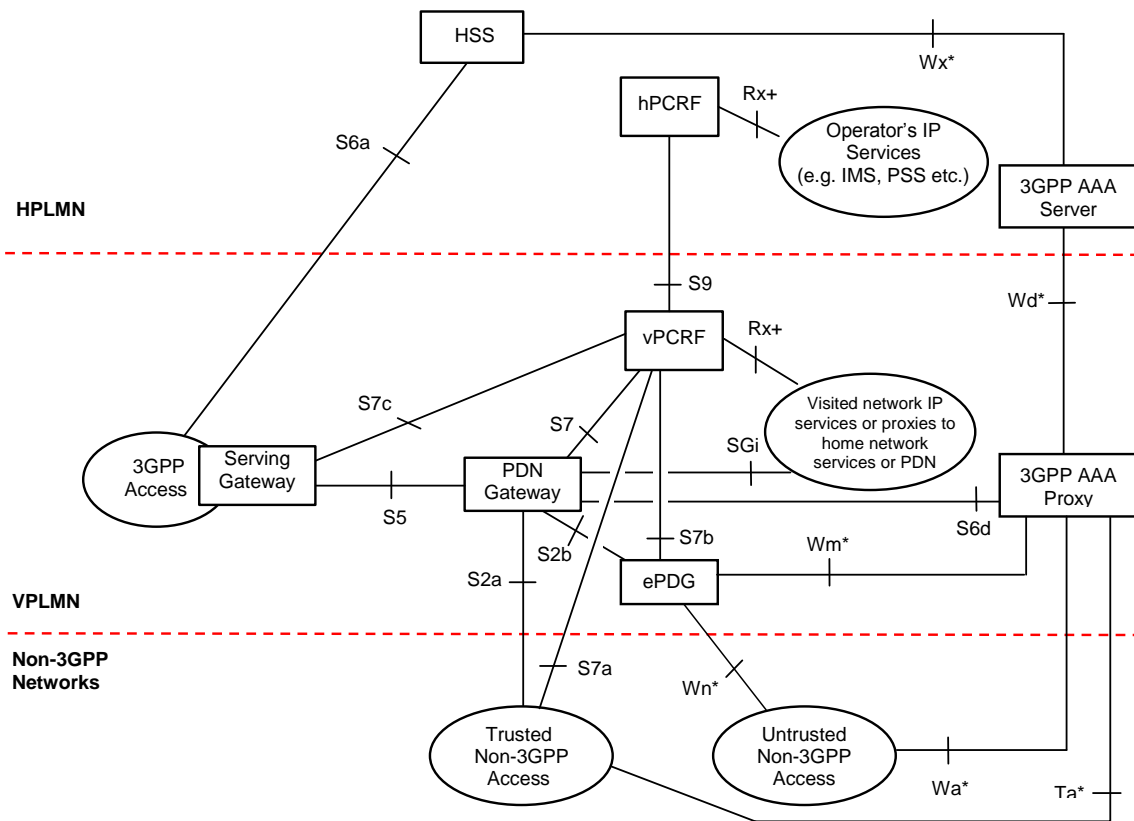 HSS
Wx*
hPCRF
Rx+
Operator's IP
Services
(e.g. IMS, PSS etc.)
S6a
3GPP AAA
Server
HPLMN
S9
Wd*
vPCRF
Rx+
S7c
S7
Visited network IP
services or proxies to
home network
services or PDN
SGi
3GPP
Access
Serving
Gateway
PDN
Gateway
3GPP AAA
Proxy
S5
S6d
S2b
S7b
Wm*
S2a
ePDG
VPLMN
Non-3GPP
Networks
S7a
Wn*
Trusted
Non-3GPP
Access
Untrusted
Non-3GPP
Access
Wa*
Ta*